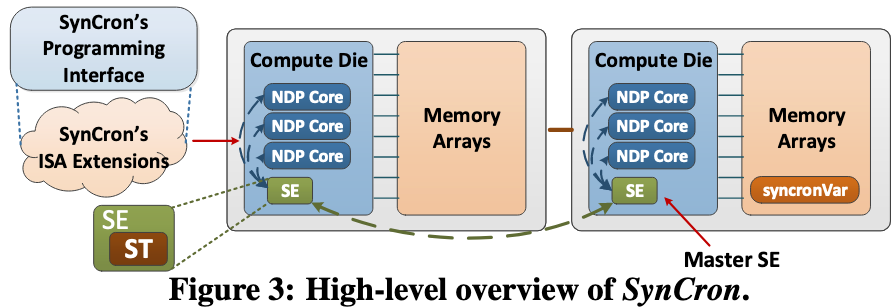 SynCron's
Programming
Interface
SynCron's
ISA Extensions
SE
ST
Compute Die
NDP Core
NDP Core
NDP Core
SE
Memory
Arrays
Compute Die
NDP Core
NDP Core
NDP Core
SE
Memory
Arrays
syncronVar
Master SE
Figure 3: High-level overview of SynCron.